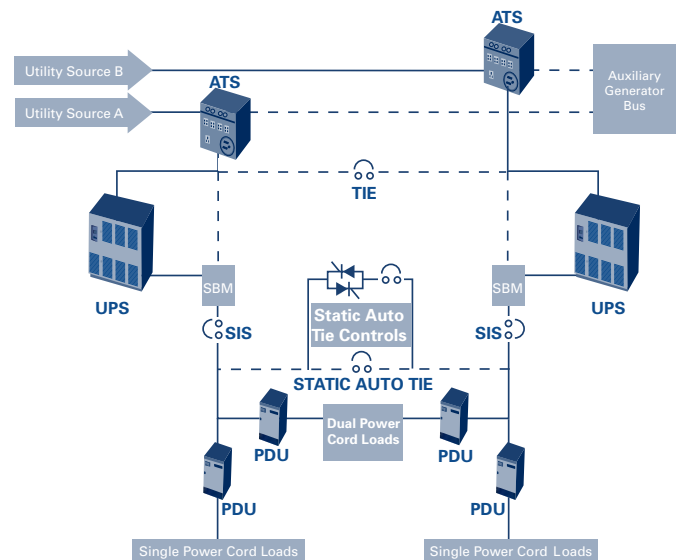 ATS
Utility Source B
ATS
Auxiliary
Generator
Bus
Utility Source A
TIE
UPS
SBM
SBM
UPS
Static Auto
Tie Controls
SIS
SIS
STATIC AUTO TIE
Dual Power
Cord Loads
PDU
PDU
PDU
PDU
Single Power Cord Loads
Single Power Cord Loads